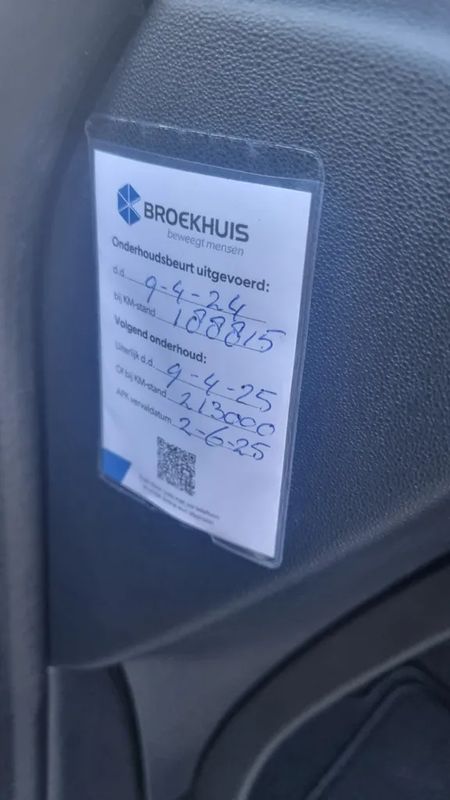 BROEKHUIS
beweegt mensen
Onderhoudsbeurt uitgevoerd:
d.d. 9-4-24
bij KM-stand 188815
Volgend onderhoud:
Uiterlijk d.d. 9-4-25
Of bij KM-stand 213000
APK vervaldatum 2-6-25